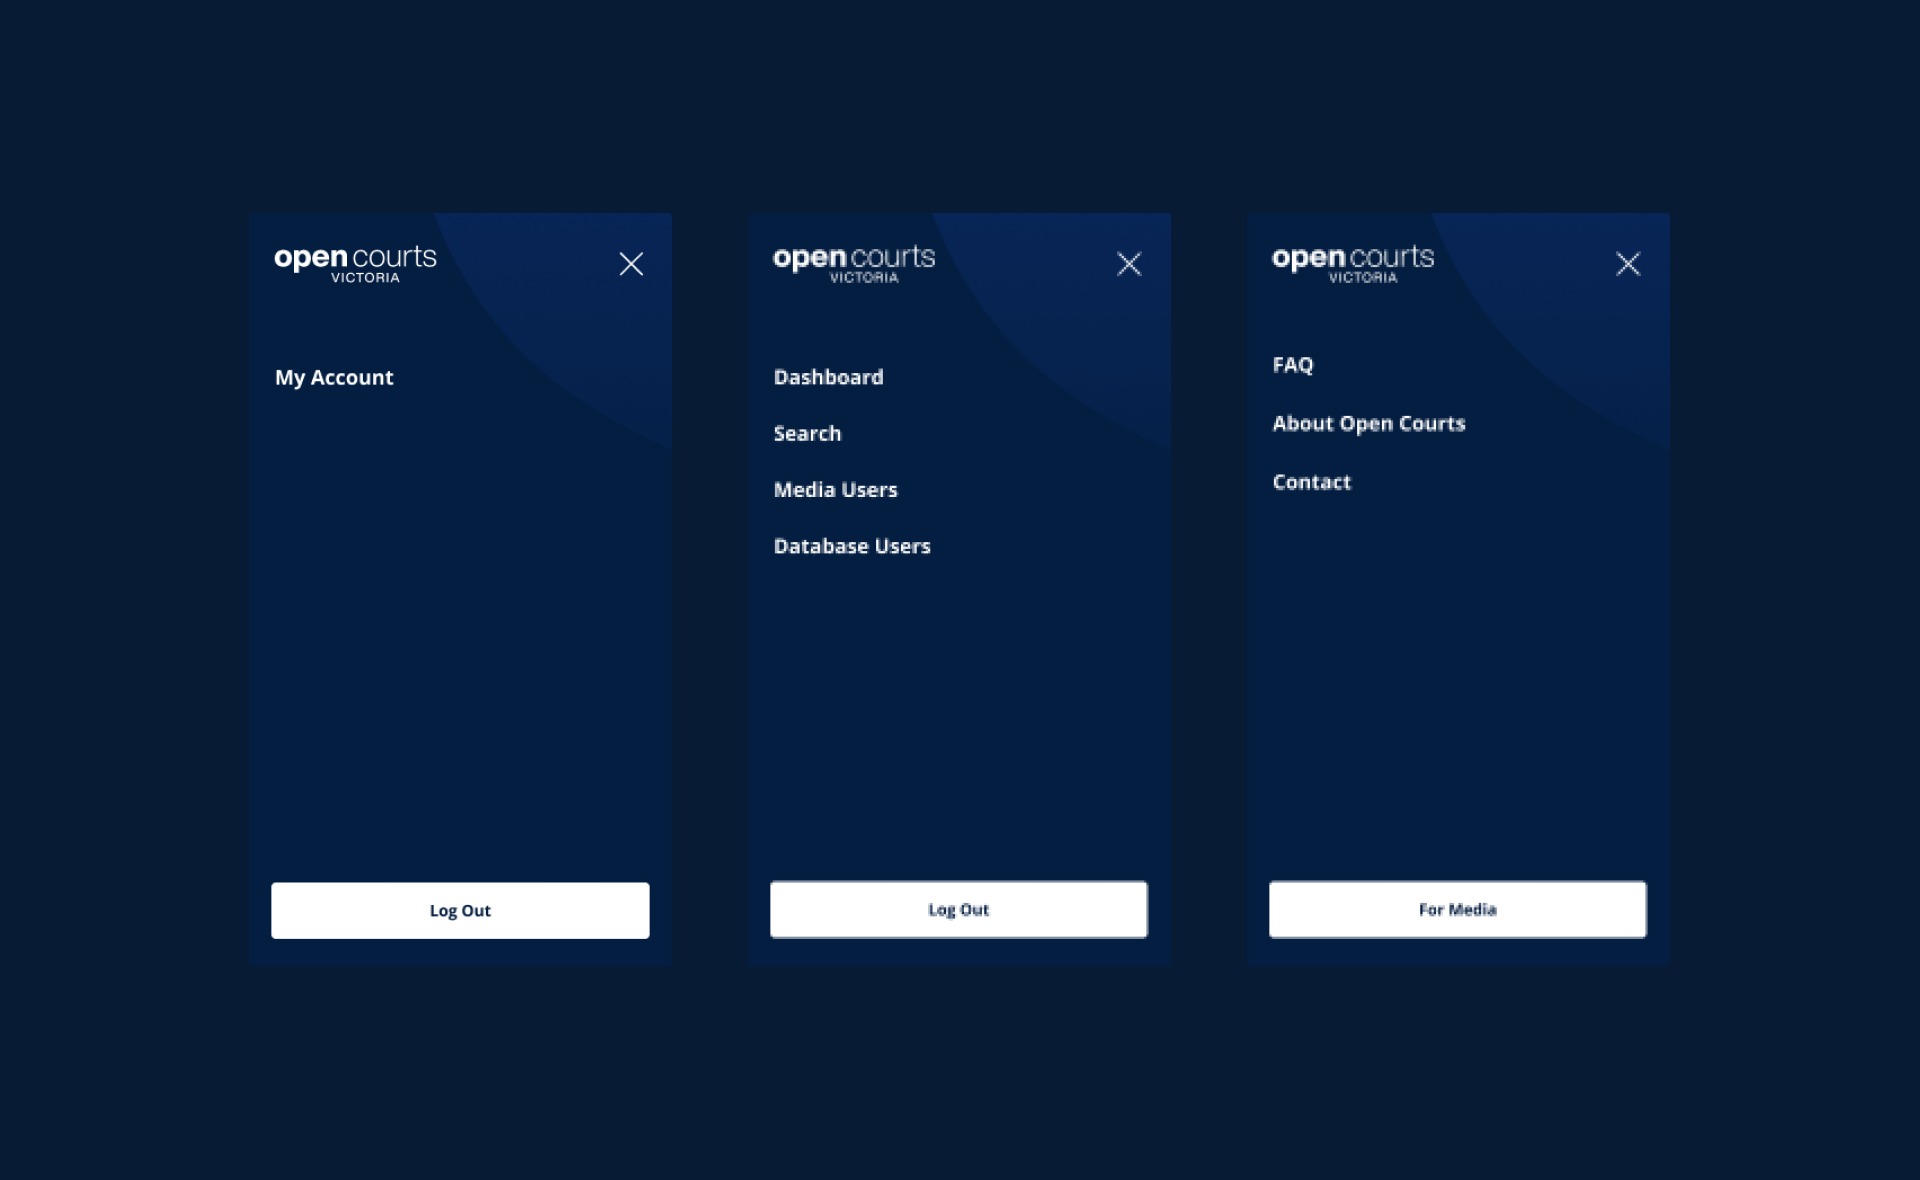 open courts
VICTORIA
My Account
Log Out
open courts
VICTORIA
Dashboard
Search
Media Users
Database Users
Log Out
open courts
VICTORIA
FAQ
About Open Courts
Contact
For Media